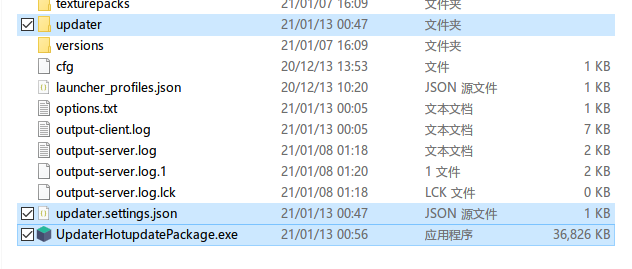 texturepacks 21/01/07 16:09 文件夹
updater 21/01/13 00:47 文件夹
versions 21/01/07 16:09 文件夹
cfg 20/12/13 13:53 文件 1 KB
launcher_profiles.json 20/12/13 10:20 JSON 源文件 1 KB
options.txt 21/01/13 00:05 文本文档 1 KB
output-client.log 21/01/13 00:05 文本文档 7 KB
output-server.log 21/01/08 01:18 文本文档 2 KB
output-server.log.1 21/01/08 01:20 1 文件 2 KB
output-server.log.lck 21/01/08 01:18 LCK 文件 0 KB
updater.settings.json 21/01/13 00:47 JSON 源文件 1 KB
UpdaterHotupdatePackage.exe 21/01/13 00:56 应用程序 36,826 KB